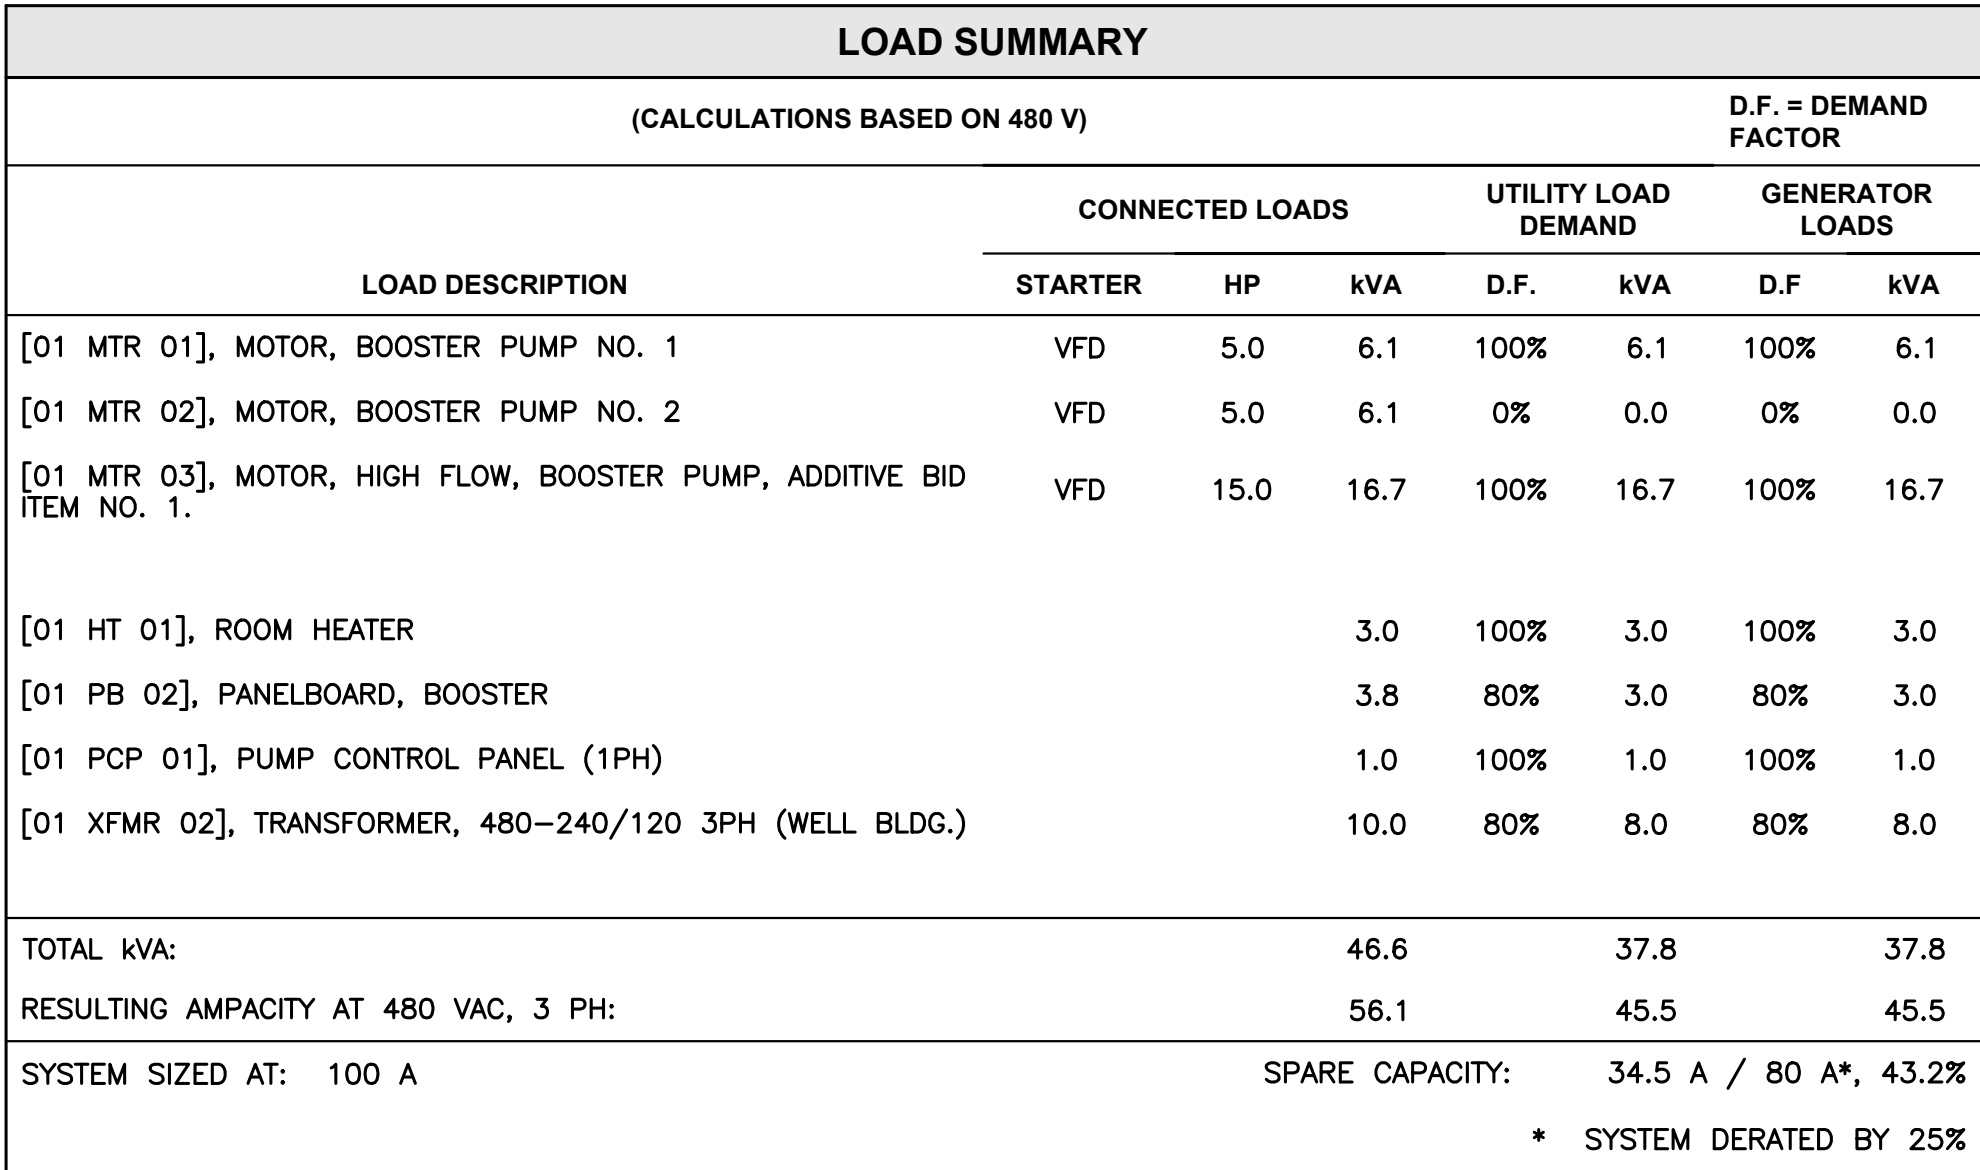 LOAD SUMMARY
(CALCULATIONS BASED ON 480 V)
D.F. = DEMAND
FACTOR
CONNECTED LOADS
UTILITY LOAD
DEMAND
GENERATOR
LOADS
LOAD DESCRIPTION STARTER HP kVA D.F. kVA D.F kVA
[01 MTR 01], MOTOR, BOOSTER PUMP NO. 1 VFD 5.0 6.1 100% 6.1 100% 6.1
[01 MTR 02], MOTOR, BOOSTER PUMP NO. 2 VFD 5.0 6.1 0% 0.0 0% 0.0
[01 MTR 03], MOTOR, HIGH FLOW, BOOSTER PUMP, ADDITIVE BID
ITEM NO. 1. VFD 15.0 16.7 100% 16.7 100% 16.7
[01 HT 01], ROOM HEATER 3.0 100% 3.0 100% 3.0
[01 PB 02], PANELBOARD, BOOSTER 3.8 80% 3.0 80% 3.0
[01 PCP 01], PUMP CONTROL PANEL (1PH) 1.0 100% 1.0 100% 1.0
[01 XFMR 02], TRANSFORMER, 480-240/120 3PH (WELL BLDG.) 10.0 80% 8.0 80% 8.0
TOTAL kVA: 46.6 37.8 37.8
RESULTING AMPACITY AT 480 VAC, 3 PH: 56.1 45.5 45.5
SYSTEM SIZED AT: 100 A SPARE CAPACITY: 34.5 A / 80 A*, 43.2%
* SYSTEM DERATED BY 25%